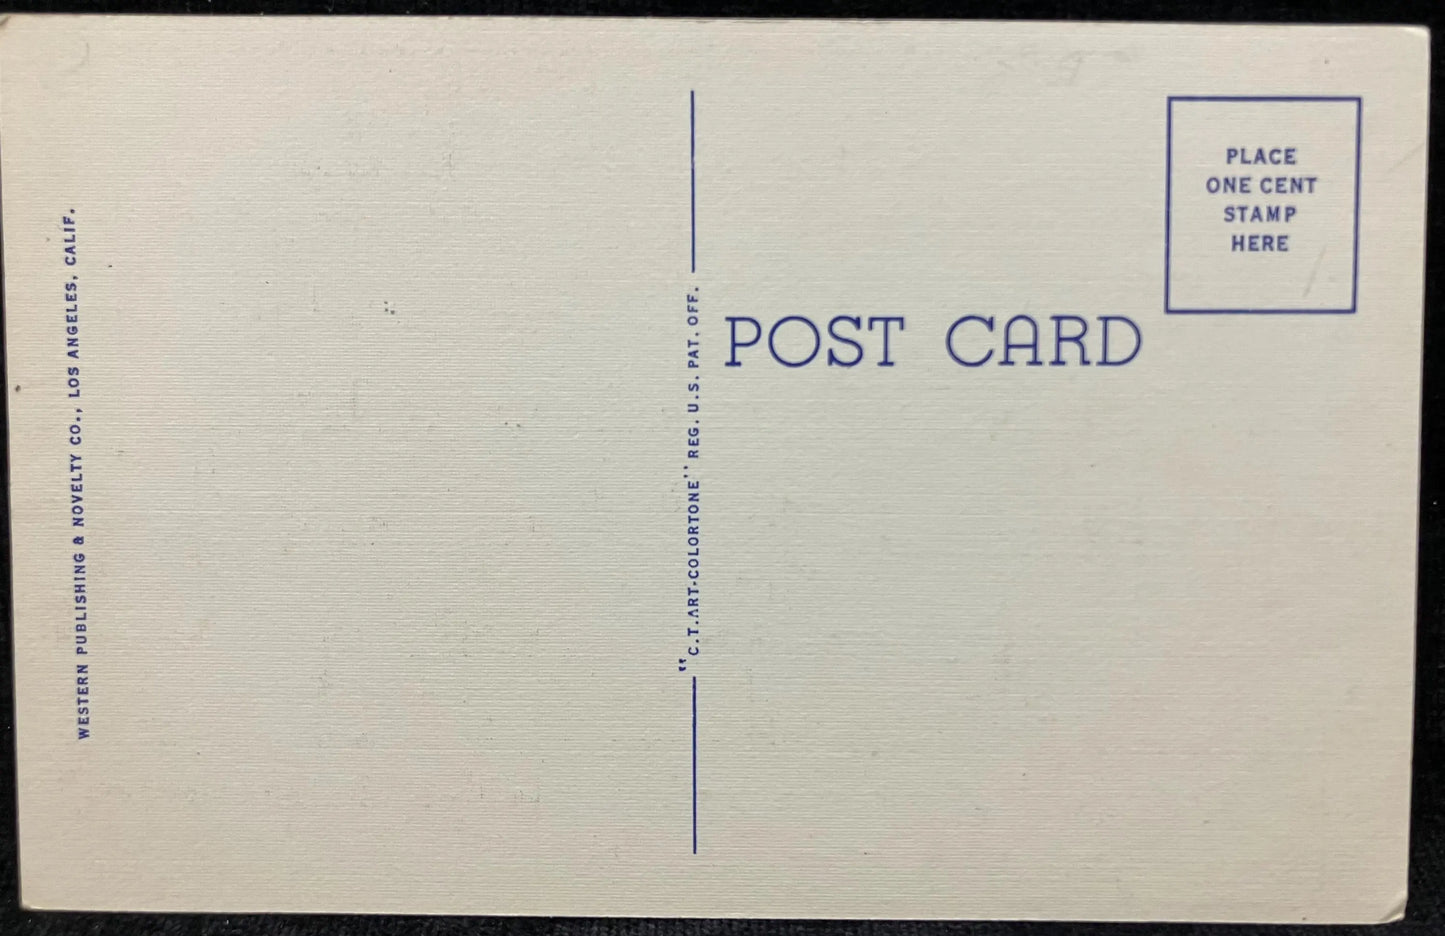 WESTERN PUBLISHING & NOVELTY CO., LOS ANGELES, CALIF.
"C.T.ART-COLORTONE" REG. U.S. PAT. OFF.
POST CARD
PLACE
ONE CENT
STAMP
HERE